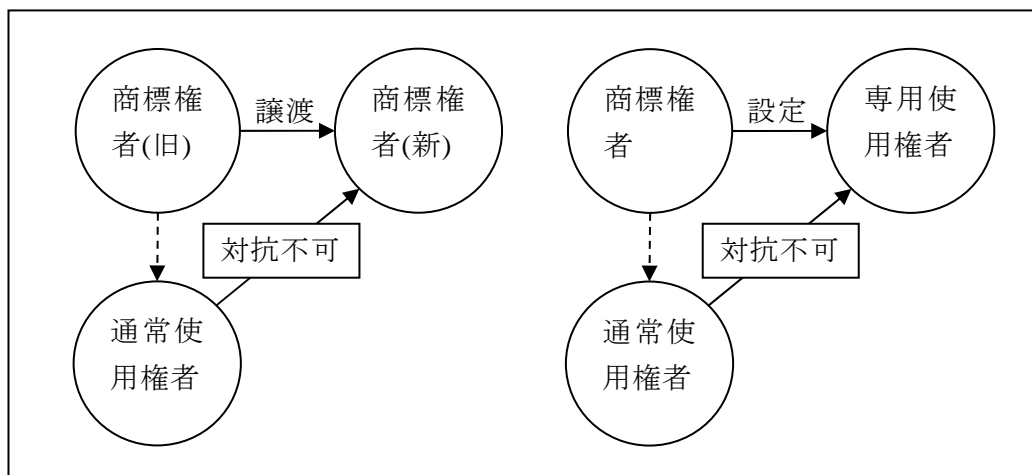 商標権
者(旧)
譲渡
商標権
者(新)
対抗不可
通常使
用権者
商標権
者
設定
専用使
用権者
対抗不可
通常使
用権者